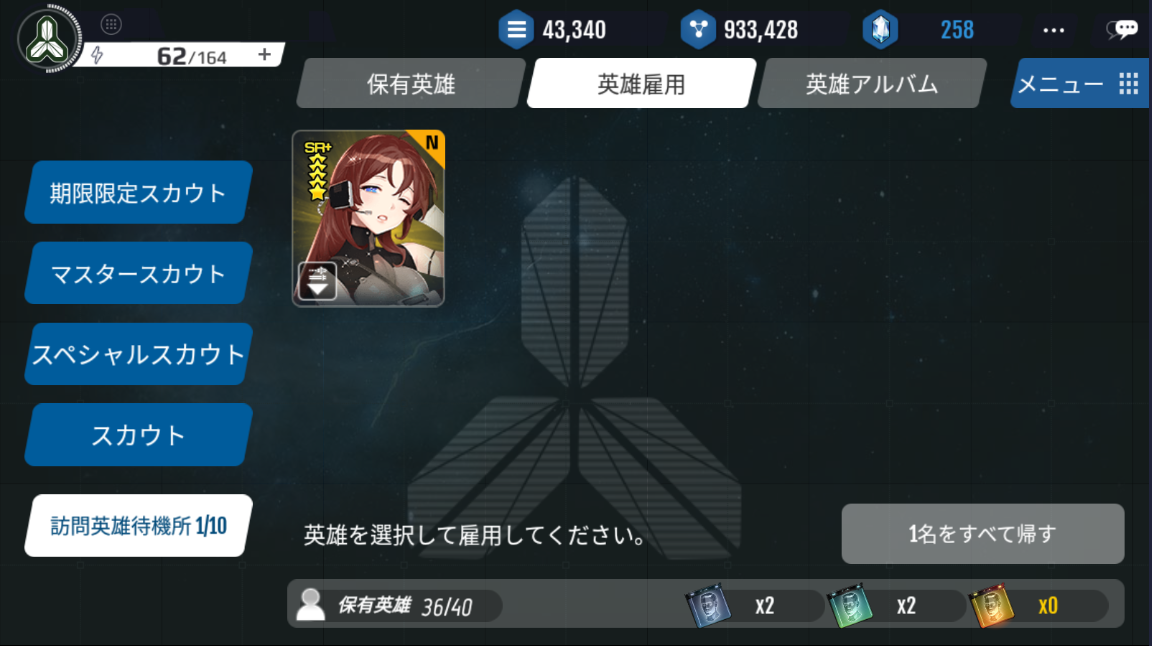 43,340
933,428
258
62/164 +
保有英雄
英雄雇用
英雄アルバム
メニュー
期限限定スカウト
マスタースカウト
スペシャルスカウト
スカウト
訪問英雄待機所 1/10
SR+
N
英雄を選択して雇用してください。
1名をすべて帰す
保有英雄 36/40
x2
x2
x0